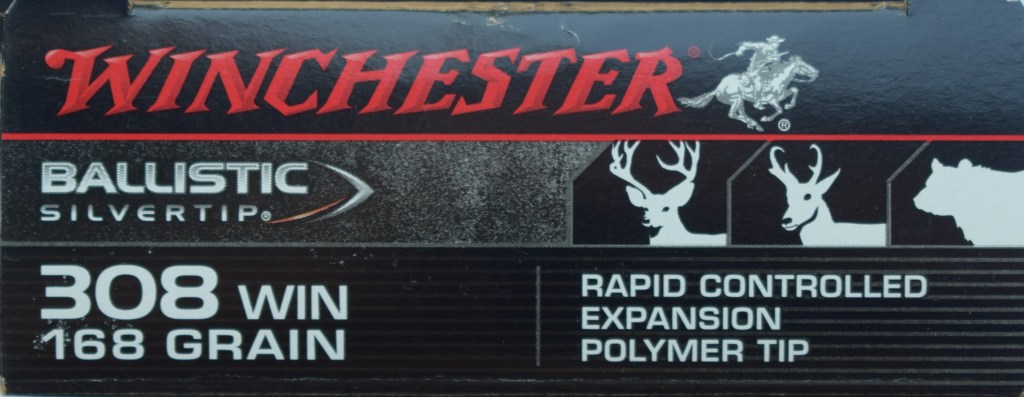 WINCHESTER®
®
BALLISTIC
SILVERTIP®
308 WIN
168 GRAIN
RAPID CONTROLLED
EXPANSION
POLYMER TIP